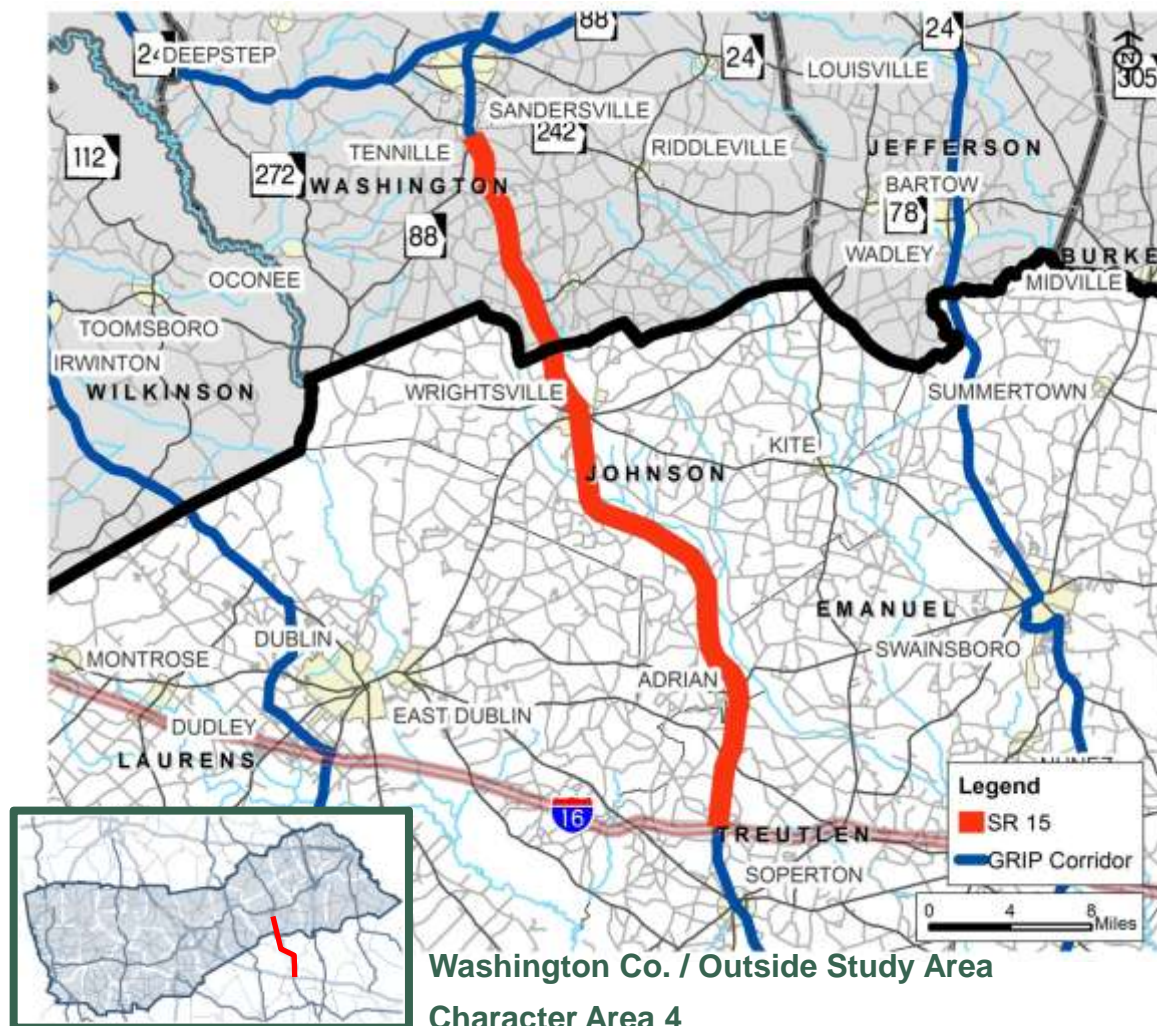 88
24
DEEPSTEP
24
24
LOUISVILLE
N
305
SANDERSVILLE
112
TENNILLE
242
RIDDLEVILLE
JEFFERSON
272
WASHINGTON
BARTOW
78
88
WADLEY
BURKE
OCONEE
MIDVILLE
TOOMSBORO
IRWINTON
WILKINSON
WRIGHTSVILLE
SUMMERTOWN
KITE
JOHNSON
EMANUEL
DUBLIN
SWAINSBORO
MONTROSE
ADRIAN
EAST DUBLIN
DUDLEY
LAURENS
Legend
SR 15
16
TREUTLEN
GRIP Corridor
SOPERTON
0 4 8
Miles
Washington Co. / Outside Study Area
Character Area 4